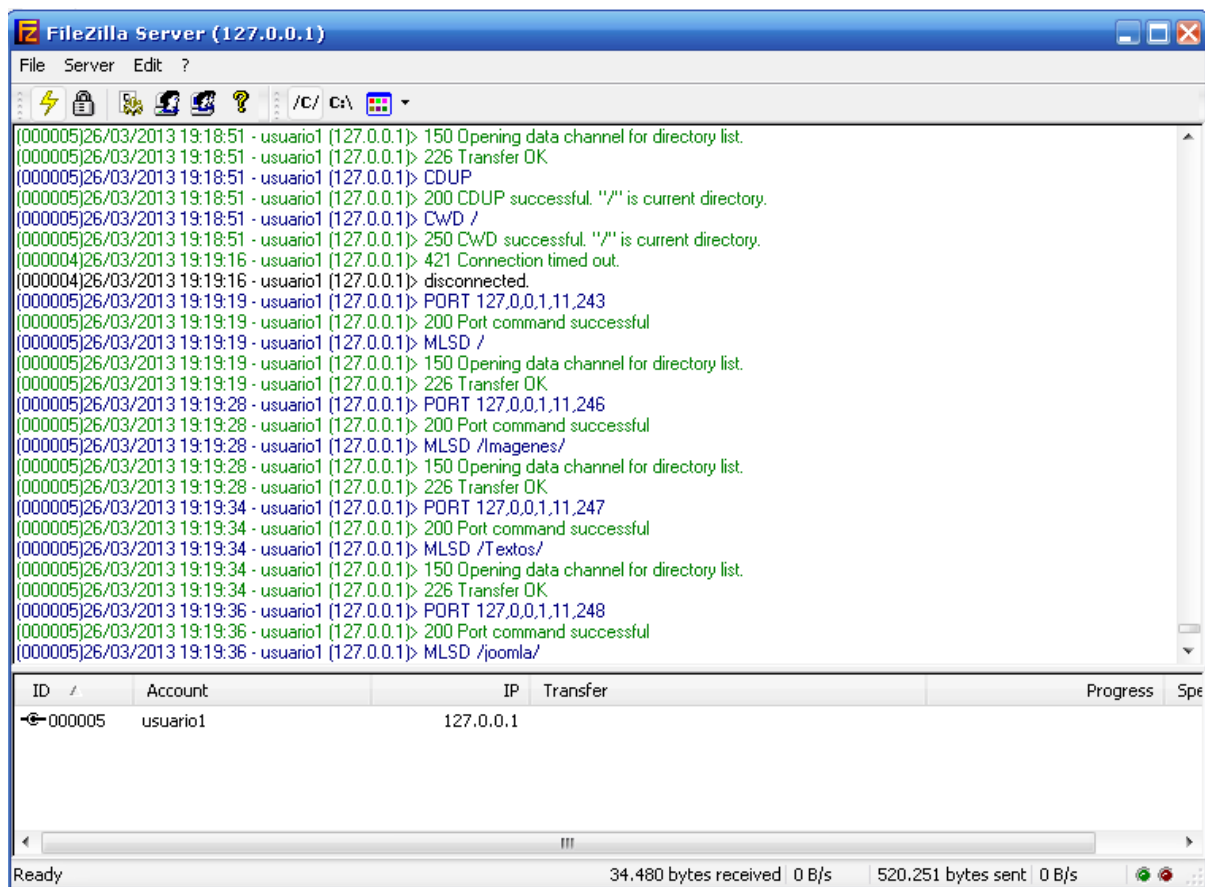 FileZilla Server (127.0.0.1)
File Server Edit ?
/C/ C:\
(000005)26/03/2013 19:18:51 - usuario1 (127.0.0.1)> 150 Opening data channel for directory list.
(000005)26/03/2013 19:18:51 - usuario1 (127.0.0.1)> 226 Transfer OK
(000005)26/03/2013 19:18:51 - usuario1 (127.0.0.1)> CDUP
(000005)26/03/2013 19:18:51 - usuario1 (127.0.0.1)> 200 CDUP successful. "/" is current directory.
(000005)26/03/2013 19:18:51 - usuario1 (127.0.0.1)> CWD /
(000005)26/03/2013 19:18:51 - usuario1 (127.0.0.1)> 250 CWD successful. "/" is current directory.
(000004)26/03/2013 19:19:16 - usuario1 (127.0.0.1)> 421 Connection timed out.
(000004)26/03/2013 19:19:16 - usuario1 (127.0.0.1)> disconnected.
(000005)26/03/2013 19:19:19 - usuario1 (127.0.0.1)> PORT 127,0,0,1,11,243
(000005)26/03/2013 19:19:19 - usuario1 (127.0.0.1)> 200 Port command successful
(000005)26/03/2013 19:19:19 - usuario1 (127.0.0.1)> MLSD /
(000005)26/03/2013 19:19:19 - usuario1 (127.0.0.1)> 150 Opening data channel for directory list.
(000005)26/03/2013 19:19:19 - usuario1 (127.0.0.1)> 226 Transfer OK
(000005)26/03/2013 19:19:28 - usuario1 (127.0.0.1)> PORT 127,0,0,1,11,246
(000005)26/03/2013 19:19:28 - usuario1 (127.0.0.1)> 200 Port command successful
(000005)26/03/2013 19:19:28 - usuario1 (127.0.0.1)> MLSD /Imagenes/
(000005)26/03/2013 19:19:28 - usuario1 (127.0.0.1)> 150 Opening data channel for directory list.
(000005)26/03/2013 19:19:28 - usuario1 (127.0.0.1)> 226 Transfer OK
(000005)26/03/2013 19:19:34 - usuario1 (127.0.0.1)> PORT 127,0,0,1,11,247
(000005)26/03/2013 19:19:34 - usuario1 (127.0.0.1)> 200 Port command successful
(000005)26/03/2013 19:19:34 - usuario1 (127.0.0.1)> MLSD /Textos/
(000005)26/03/2013 19:19:34 - usuario1 (127.0.0.1)> 150 Opening data channel for directory list.
(000005)26/03/2013 19:19:34 - usuario1 (127.0.0.1)> 226 Transfer OK
(000005)26/03/2013 19:19:36 - usuario1 (127.0.0.1)> PORT 127,0,0,1,11,248
(000005)26/03/2013 19:19:36 - usuario1 (127.0.0.1)> 200 Port command successful
(000005)26/03/2013 19:19:36 - usuario1 (127.0.0.1)> MLSD /joomla/
ID / Account IP Transfer Progress Spe
000005 usuario1 127.0.0.1
Ready 34.480 bytes received 0 B/s 520.251 bytes sent 0 B/s